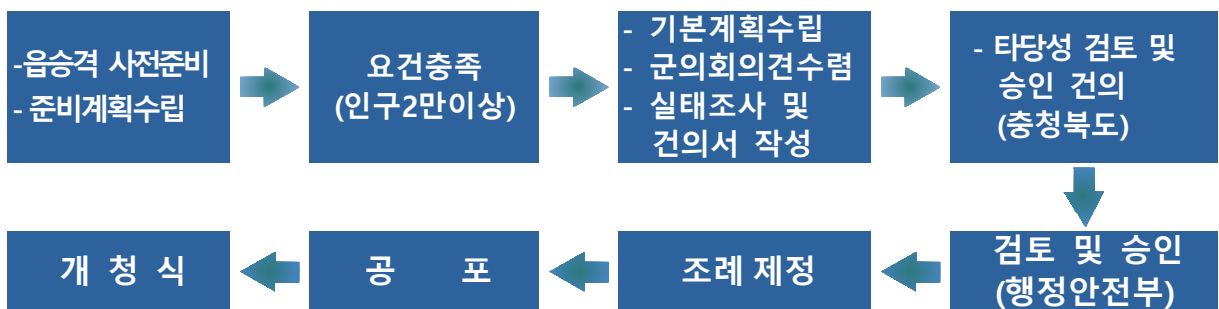 -읍승격 사전준비
- 준비계획수립
요건충족
(인구2만이상)
- 기본계획수립
- 군의회의견수렴
- 실태조사 및
건의서 작성
- 타당성 검토 및
승인 건의
(충청북도)
검토 및 승인
(행정안전부)
조례 제정
공 포
개 청 식